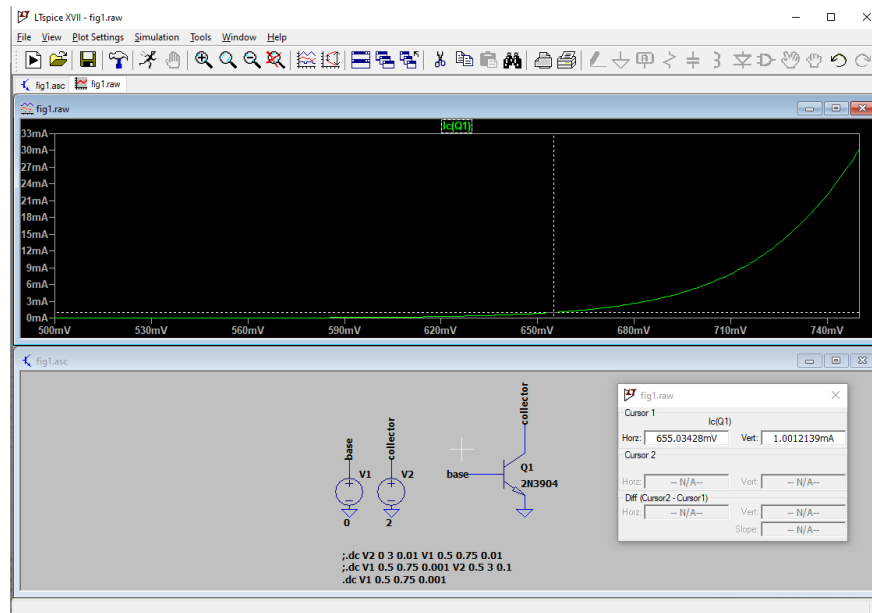 LTspice XVII - fig1.raw
File View Plot Settings Simulation Tools Window Help
fig1.asc fig1.raw
fig1.raw
Ic(Q1)
33mA
30mA
27mA
24mA
21mA
18mA
15mA
12mA
9mA
6mA
3mA
0mA
500mV 530mV 560mV 590mV 620mV 650mV 680mV 710mV 740mV
fig1.asc
base
V1
0
collector
V2
2
collector
base
Q1
2N3904
;.dc V2 0 3 0.01 V1 0.5 0.75 0.01
;.dc V1 0.5 0.75 0.001 V2 0.5 3 0.1
.dc V1 0.5 0.75 0.001
fig1.raw
Cursor 1
Ic(Q1)
Horz: 655.03428mV Vert: 1.0012139mA
Cursor 2
Horz: -- N/A-- Vert: -- N/A--
Diff (Cursor2 - Cursor1)
Horz: -- N/A-- Vert: -- N/A--
Slope: -- N/A--